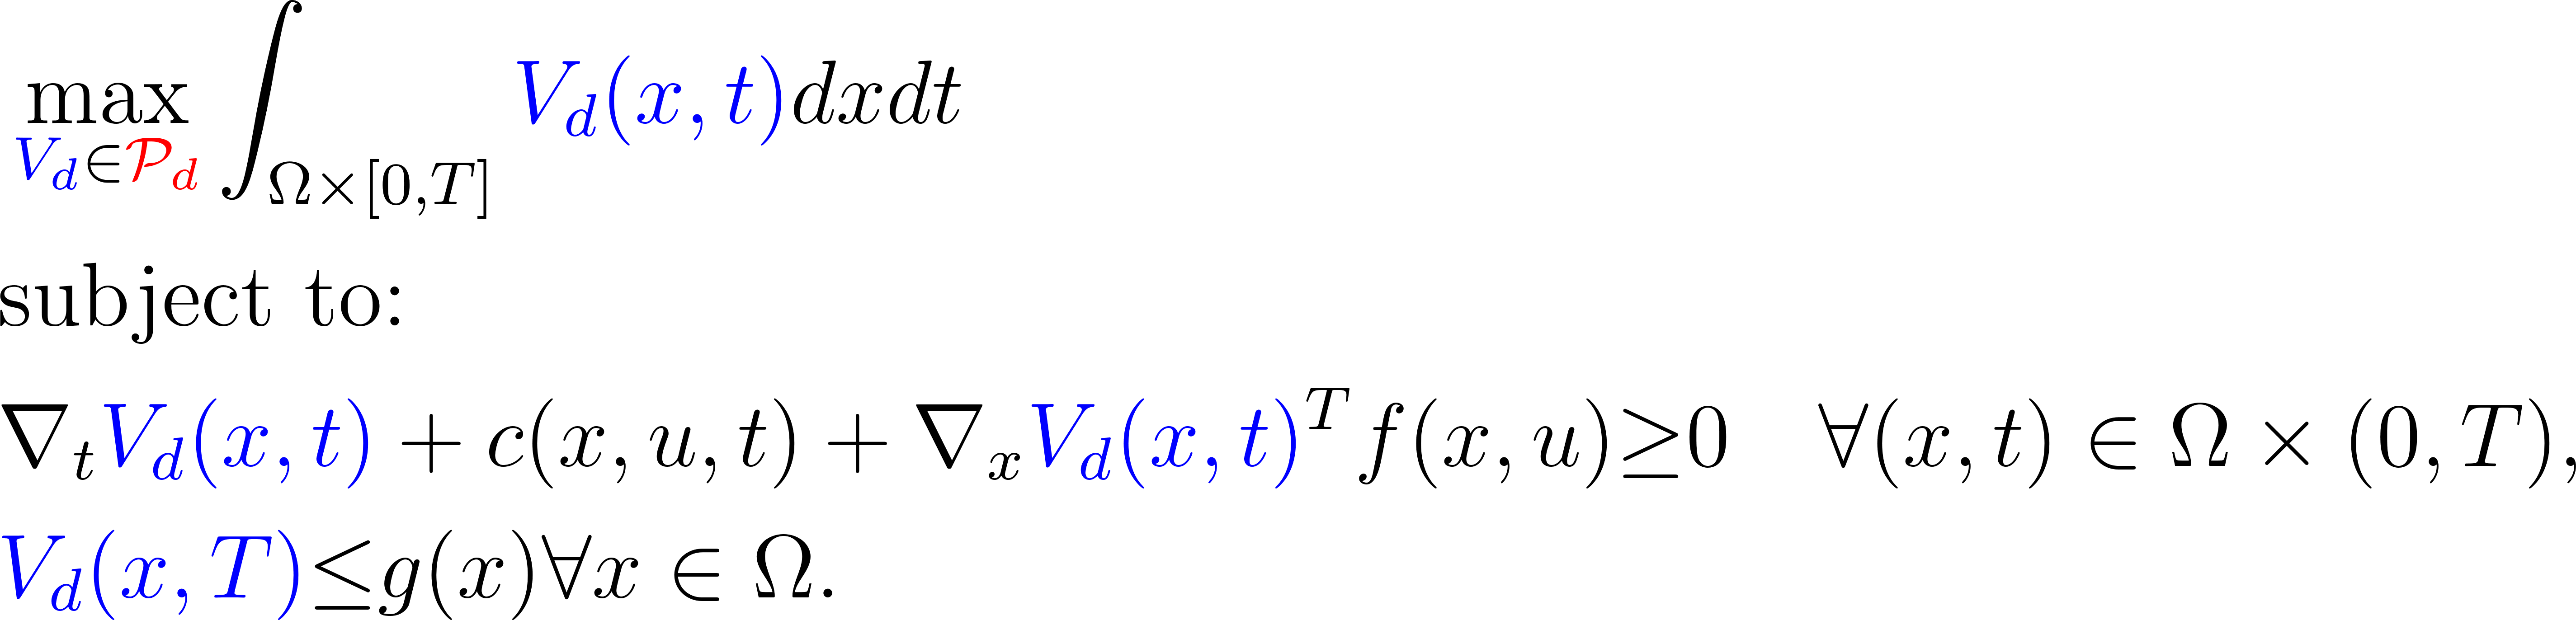 max_{V_d∈𝒫_d} ∫_{Ω×[0,T]} V_d(x, t)dxdt
subject to:
∇_t V_d(x, t) + c(x, u, t) + ∇_x V_d(x, t)^T f(x, u)≥0 ∀(x, t) ∈ Ω × (0, T),
V_d(x, T)≤g(x)∀x ∈ Ω.